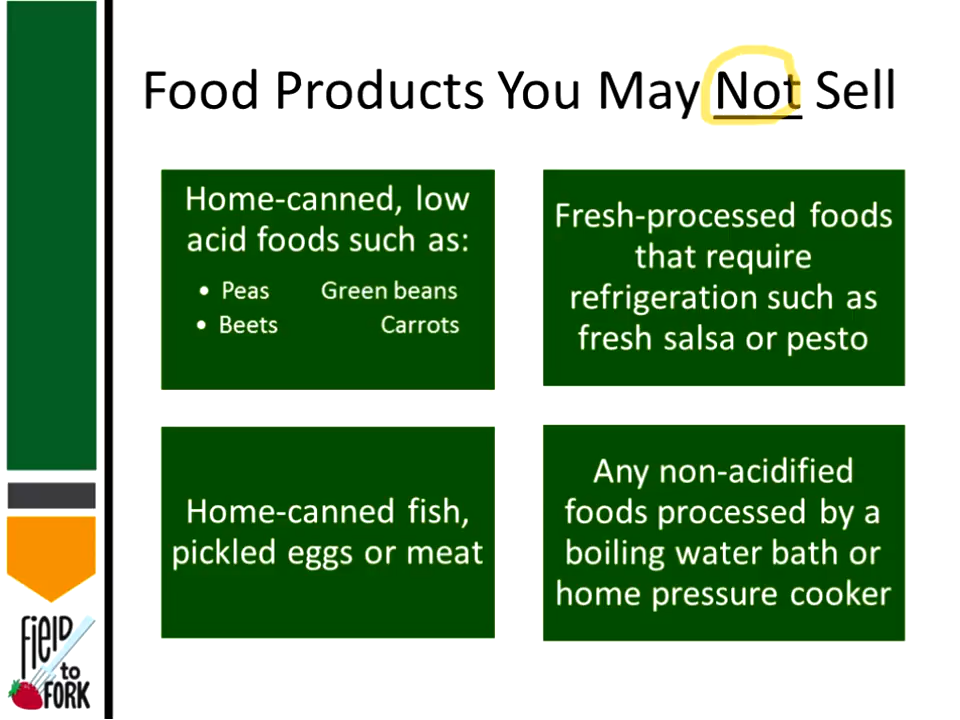 Food Products You May Not Sell
Home-canned, low
acid foods such as:
• Peas Green beans
• Beets Carrots
Fresh-processed foods
that require
refrigeration such as
fresh salsa or pesto
Home-canned fish,
pickled eggs or meat
Any non-acidified
foods processed by a
boiling water bath or
home pressure cooker
field
to
FORK